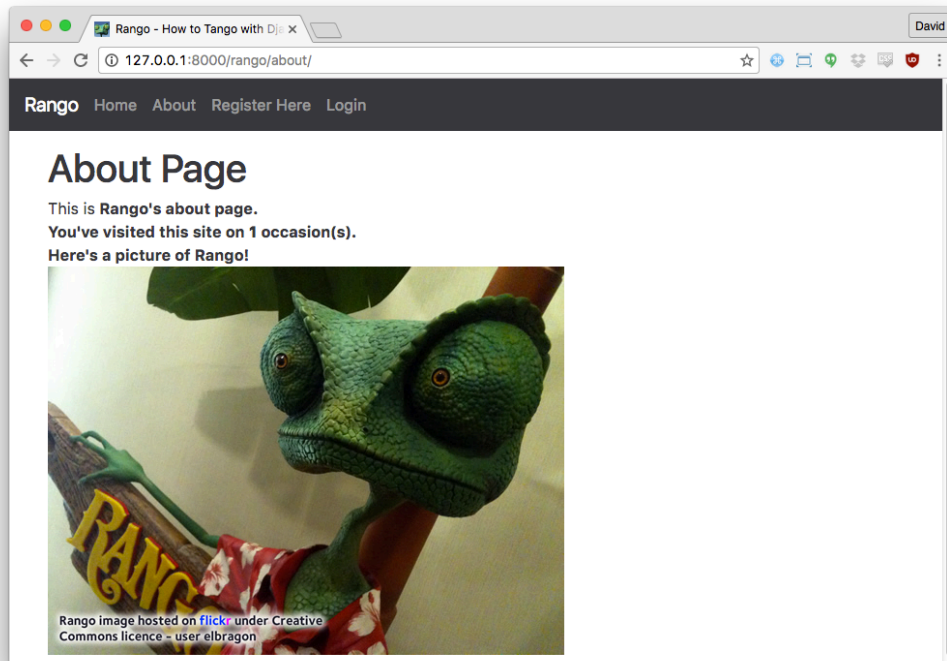 Rango - How to Tango with Dja
David
127.0.0.1:8000/rango/about/
Rango Home About Register Here Login
About Page
This is Rango's about page.
You've visited this site on 1 occasion(s).
Here's a picture of Rango!
RANGO
Rango image hosted on flickr under Creative
Commons licence - user elbragon